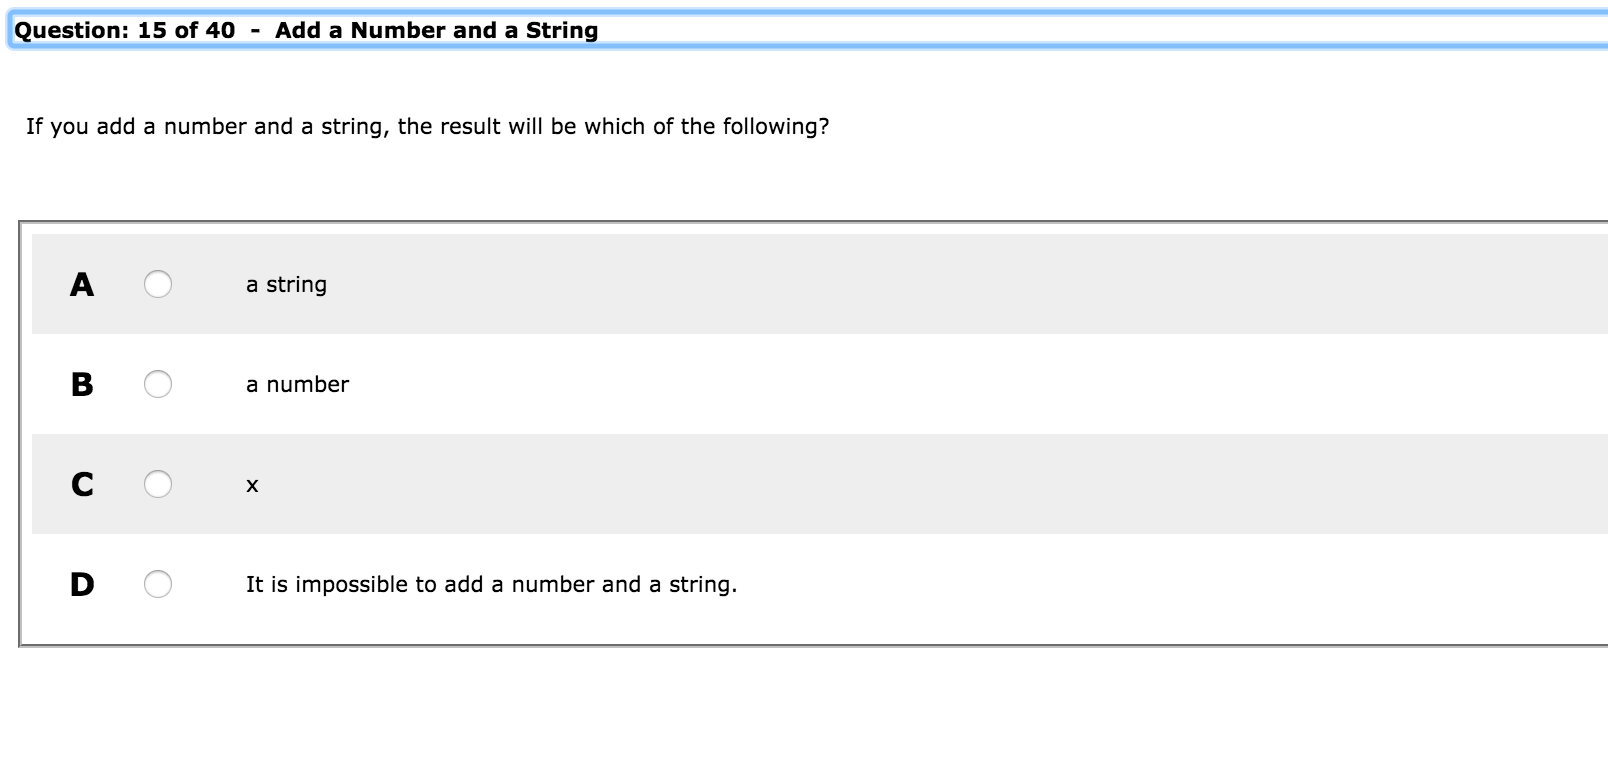 Question: 15 of 40 - Add a Number and a String
If you add a number and a string, the result will be which of the following?
A a string
B a number
C x
D It is impossible to add a number and a string.